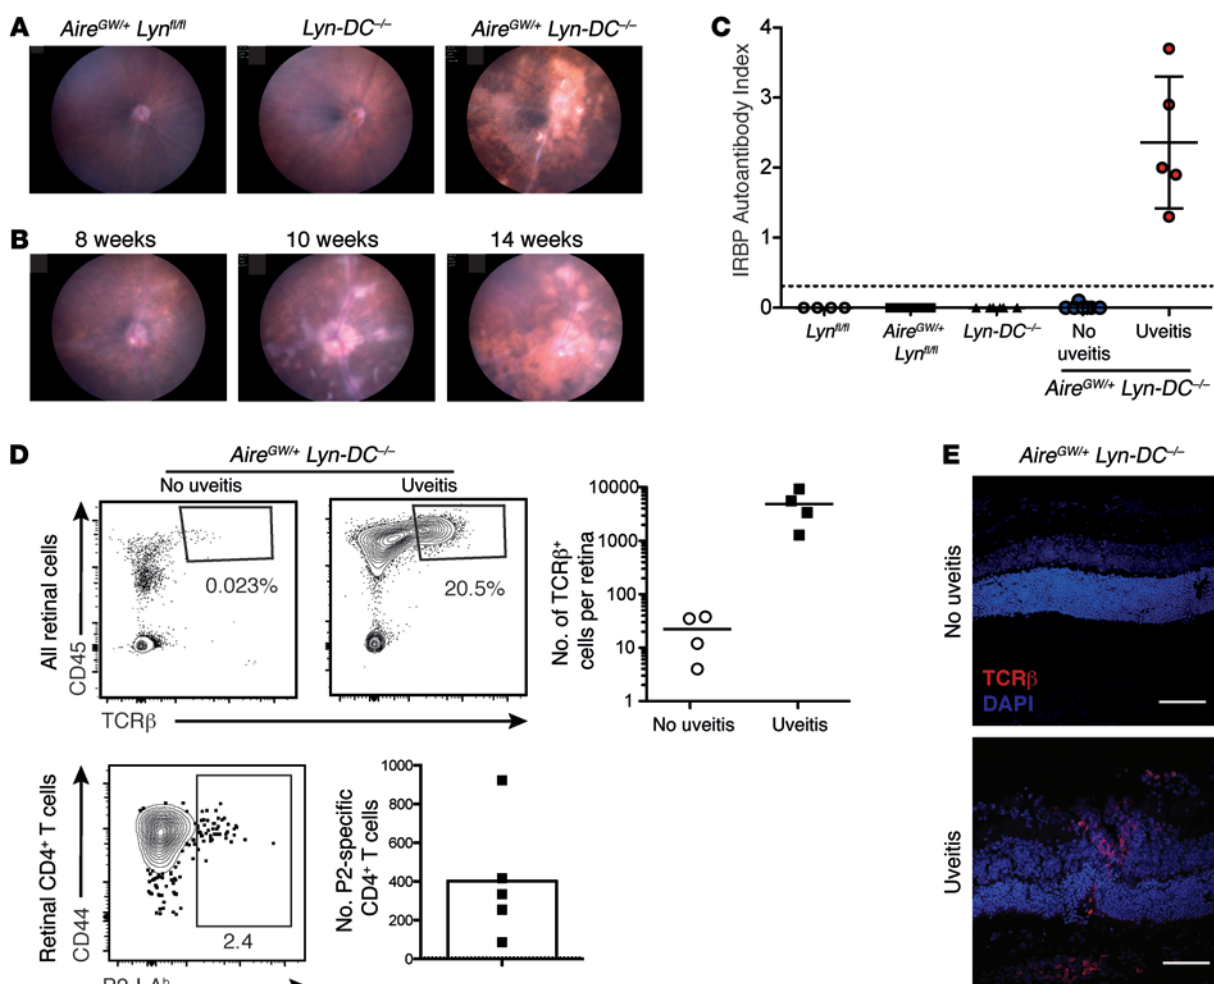 A
Aire^GW/+ Lyn^fl/fl
Lyn-DC^–/–
Aire^GW/+ Lyn-DC^–/–
B
8 weeks
10 weeks
14 weeks
C
IRBP Autoantibody Index
4
3
2
1
0
Lyn^fl/fl
Aire^GW/+
Lyn^fl/fl
Lyn-DC^–/–
No
uveitis
Uveitis
Aire^GW/+ Lyn-DC^–/–
D
Aire^GW/+ Lyn-DC^–/–
No uveitis
Uveitis
All retinal cells
CD45
0.023%
20.5%
TCRβ
No. of TCRβ⁺
cells per retina
10000
1000
100
10
1
No uveitis
Uveitis
Retinal CD4⁺ T cells
CD44
2.4
P2-I-A^b
No. P2-specific
CD4⁺ T cells
1000
800
600
400
200
0
E
Aire^GW/+ Lyn-DC^–/–
No uveitis
TCRβ
DAPI
Uveitis